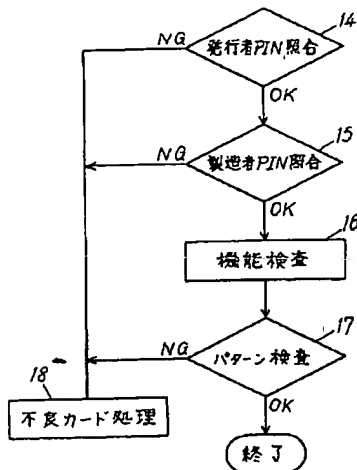 14
NG
発行者PIN照合
OK
15
NG
製造者PIN照合
OK
16
機能検査
17
NG
パターン検査
18
OK
不良カード処理
終了